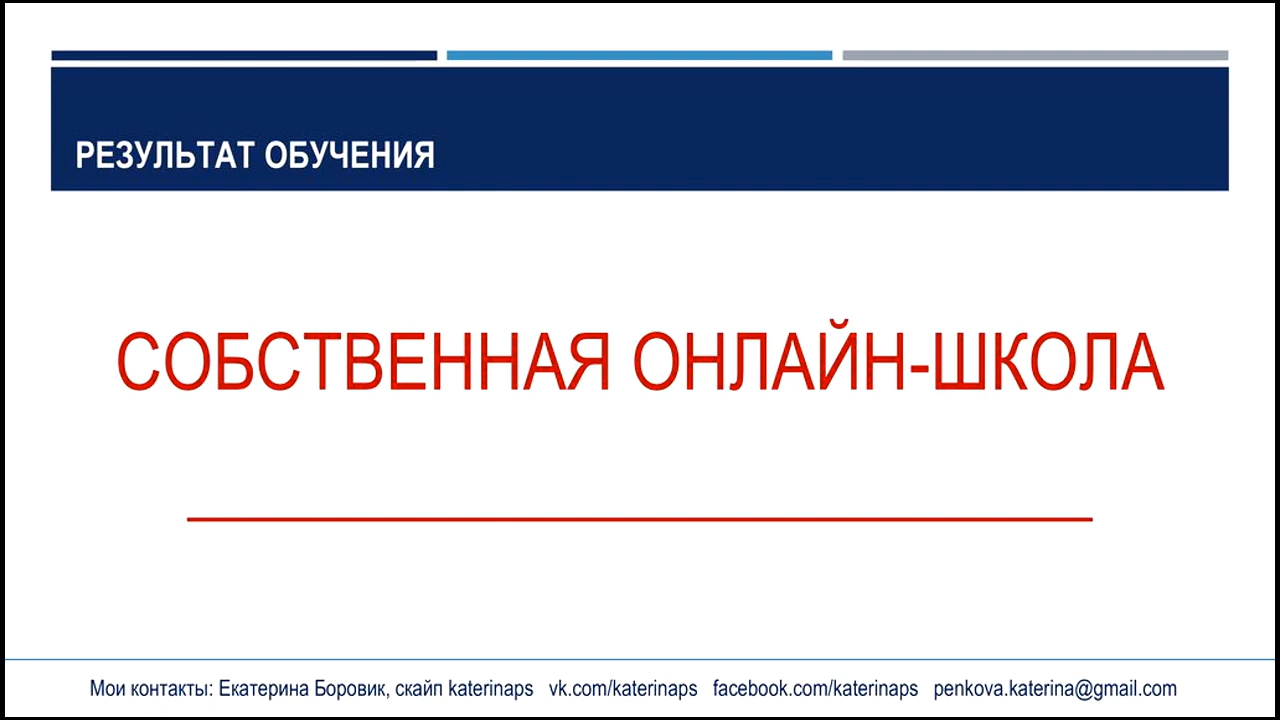 РЕЗУЛЬТАТ ОБУЧЕНИЯ
СОБСТВЕННАЯ ОНЛАЙН-ШКОЛА
Мои контакты: Екатерина Боровик, скайп katerinaps vk.com/katerinaps facebook.com/katerinaps penkova.katerina@gmail.com